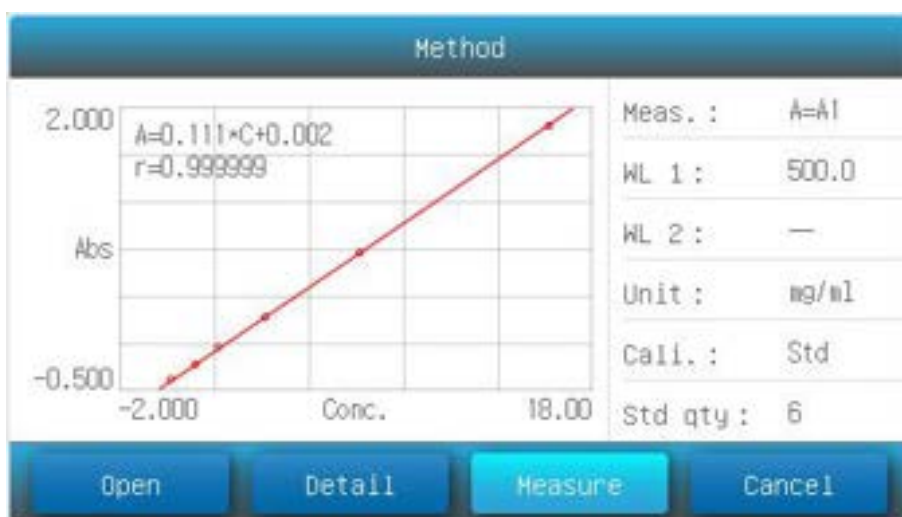 Method
2.000
A=0.111*C+0.002
r=0.999999
Abs
-0.500
-2.000 Conc. 18.00
Meas.: A=A1
WL 1: 500.0
WL 2: —
Unit: mg/ml
Cali.: Std
Std qty: 6
Open Detail Measure Cancel